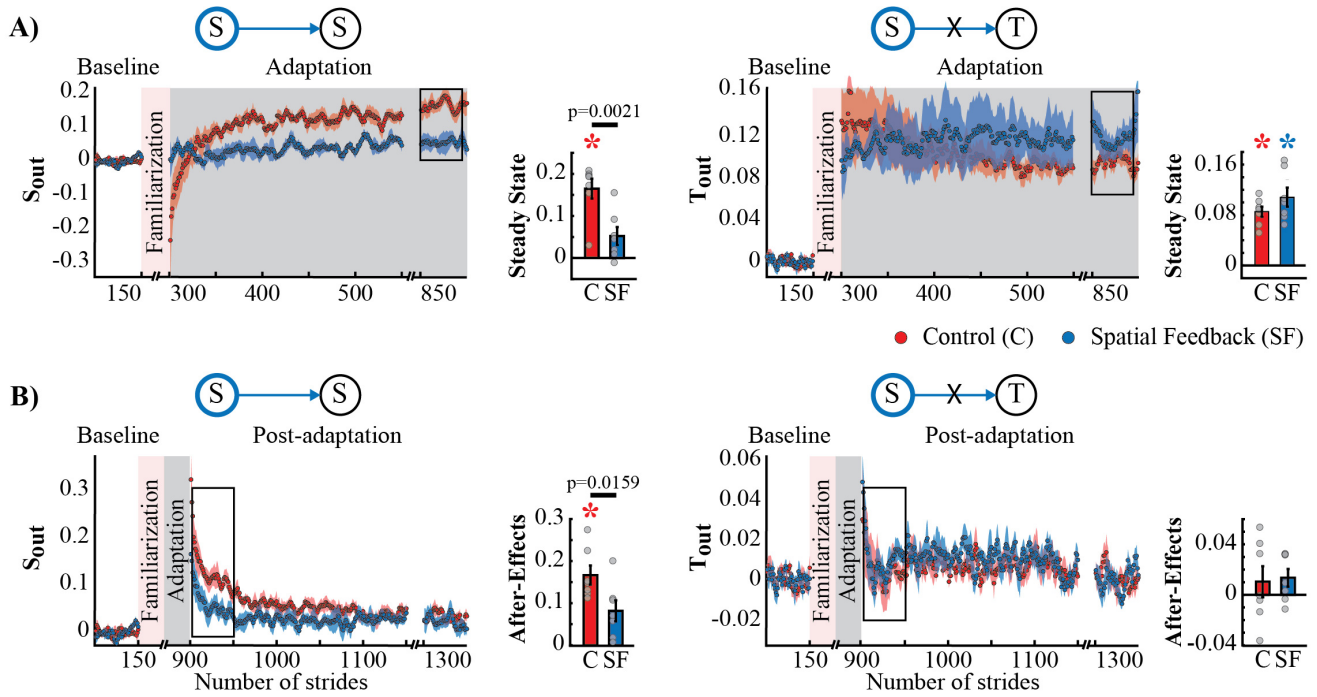 A)
S S
S X T
Baseline Adaptation
Baseline Adaptation
S_out
0.2
0.1
0
-0.1
-0.2
-0.3
Familiarization
150 300 400 500 850
p=0.0021
*
Steady State
0.2
0.1
0
C SF
T_out
0.16
0.12
0.08
0.04
0
Familiarization
150 300 400 500 850
* *
Steady State
0.16
0.08
0
C SF
Control (C) Spatial Feedback (SF)
B)
S S
S X T
Baseline Post-adaptation
Baseline Post-adaptation
S_out
0.3
0.2
0.1
0
Familiarization
Adaptation
150 900 1000 1100 1300
Number of strides
p=0.0159
*
After-Effects
0.3
0.2
0.1
0
C SF
T_out
0.06
0.04
0.02
0
-0.02
Familiarization
Adaptation
150 900 1000 1100 1300
Number of strides
After-Effects
0.04
0
-0.04
C SF